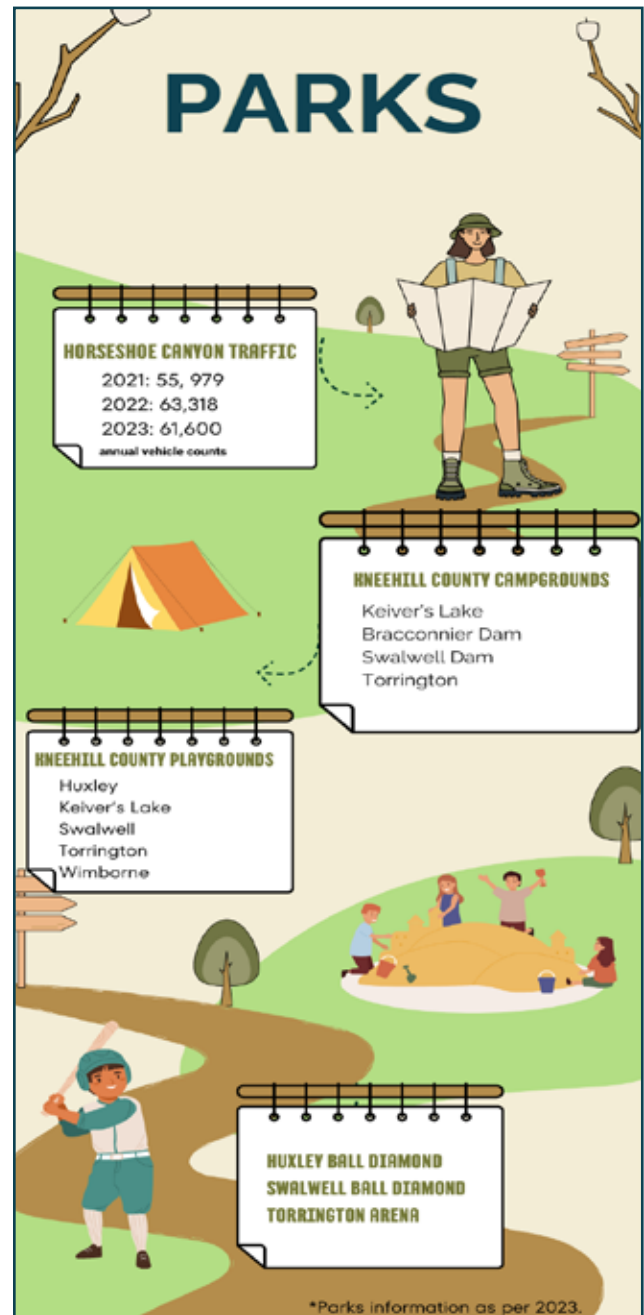 PARKS
HORSESHOE CANYON TRAFFIC
2021: 55, 979
2022: 63,318
2023: 61,600
annual vehicle counts
KNEEHILL COUNTY CAMPGROUNDS
Keiver's Lake
Bracconnier Dam
Swalwell Dam
Torrington
KNEEHILL COUNTY PLAYGROUNDS
Huxley
Keiver's Lake
Swalwell
Torrington
Wimborne
HUXLEY BALL DIAMOND
SWALWELL BALL DIAMOND
TORRINGTON ARENA
*Parks information as per 2023.